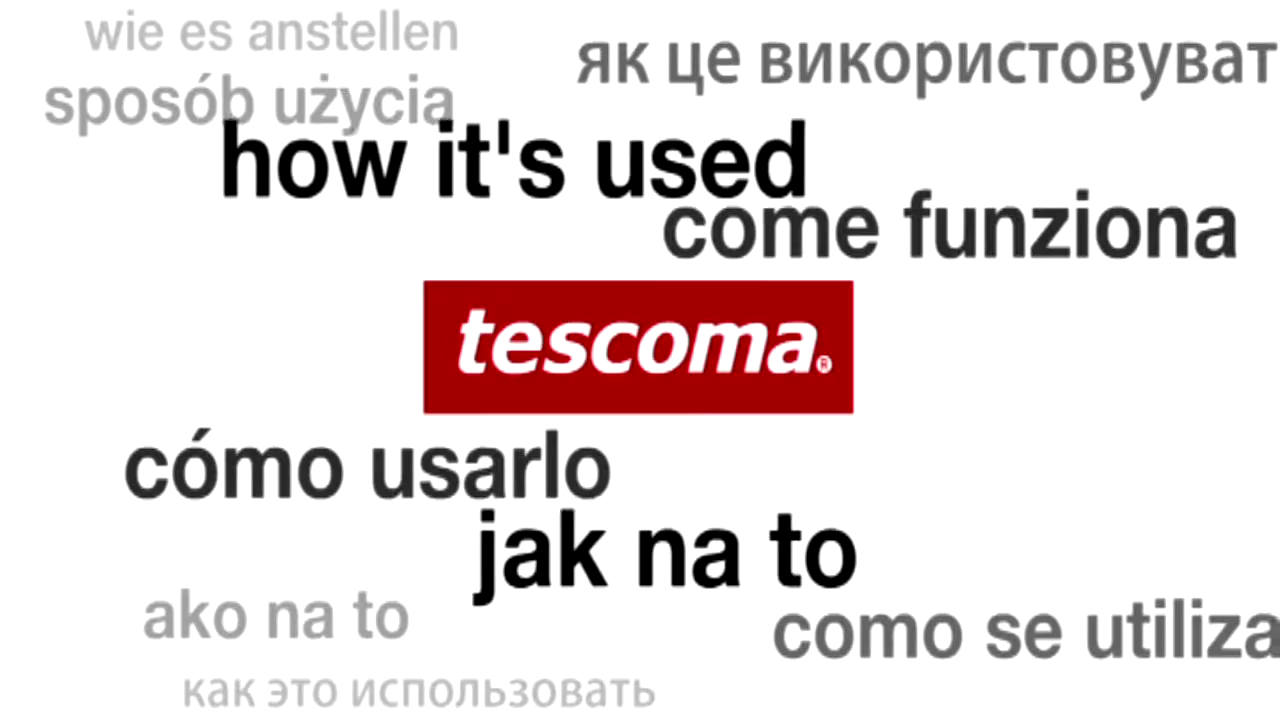 wie es anstellen
як це використовуват
sposób użycia
how it's used
come funziona
tescoma®
cómo usarlo
jak na to
ako na to
como se utiliza
как это использовать